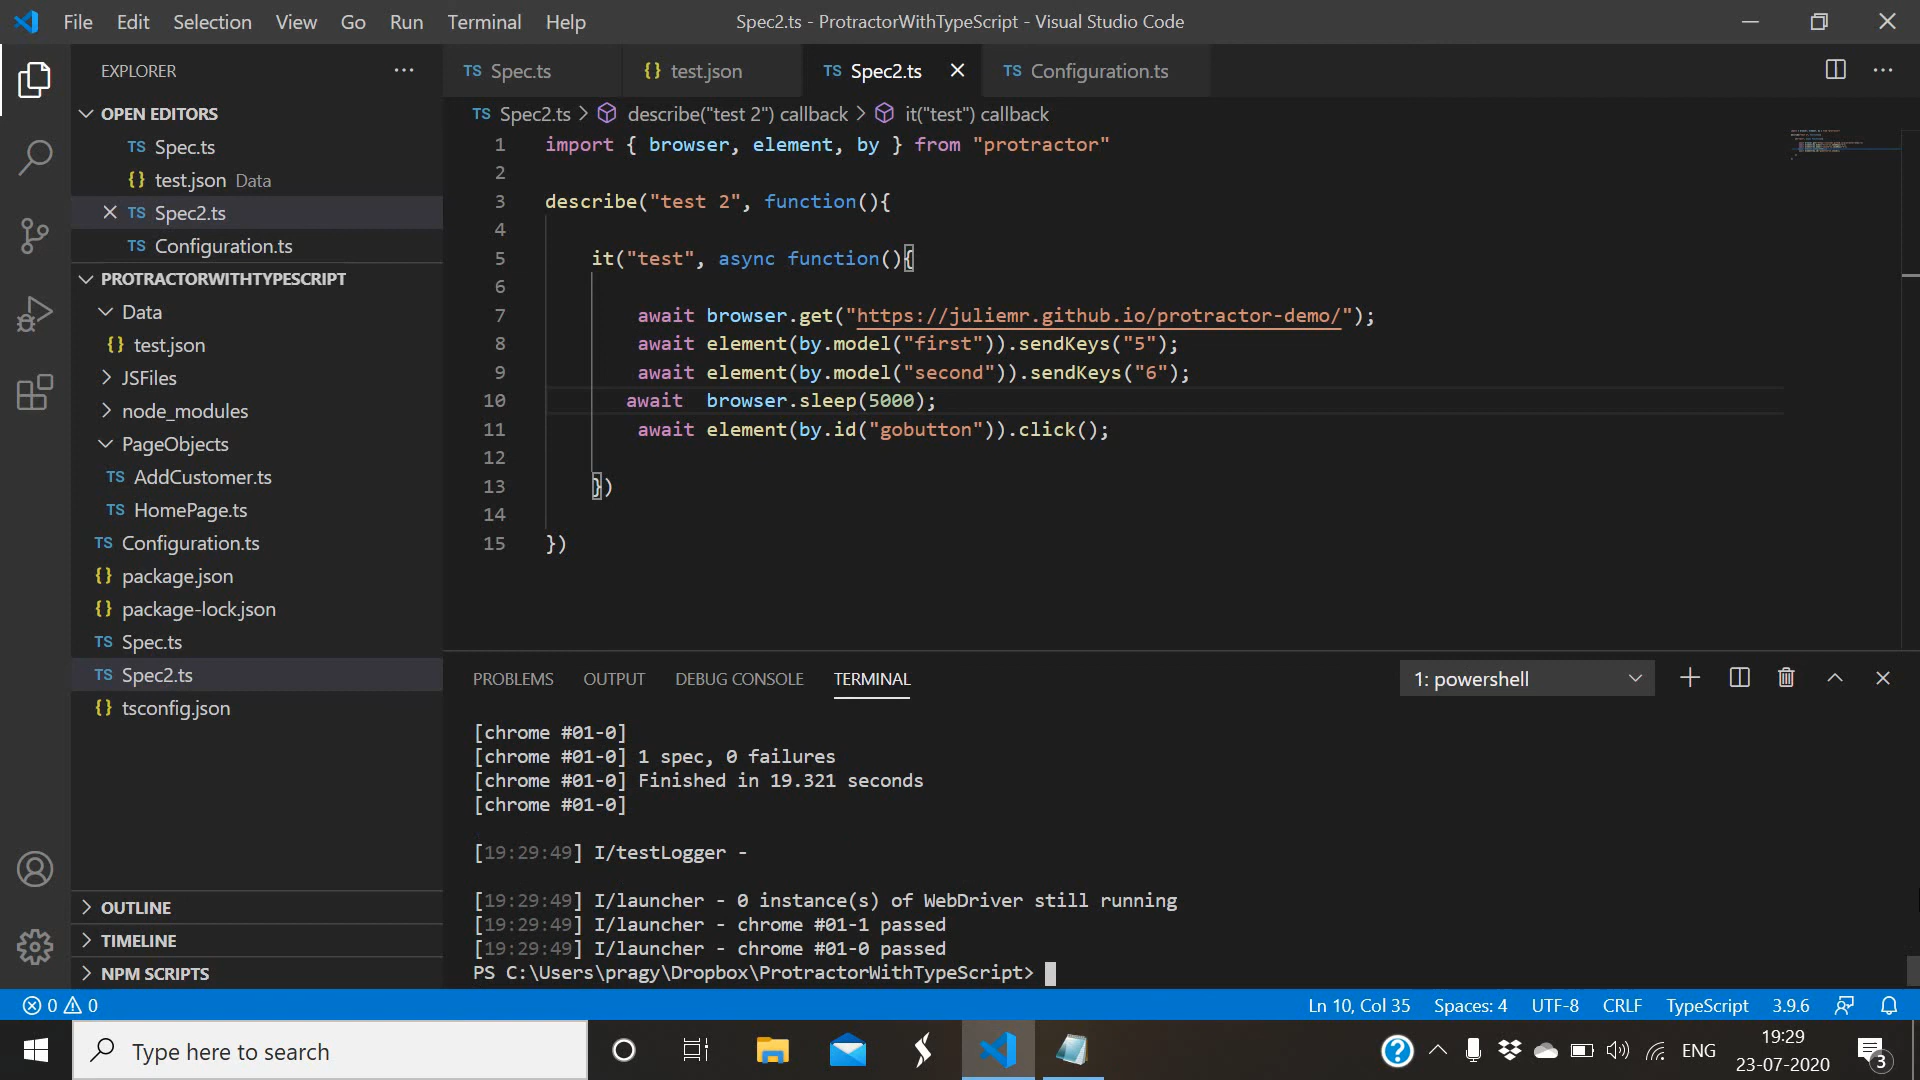 File Edit Selection View Go Run Terminal Help
Spec2.ts - ProtractorWithTypeScript - Visual Studio Code
EXPLORER
OPEN EDITORS
TS Spec.ts
{} test.json Data
TS Spec2.ts
TS Configuration.ts
PROTRACTORWITHTYPESCRIPT
Data
{} test.json
JSFiles
node_modules
PageObjects
TS AddCustomer.ts
TS HomePage.ts
TS Configuration.ts
{} package.json
{} package-lock.json
TS Spec.ts
TS Spec2.ts
{} tsconfig.json
OUTLINE
TIMELINE
NPM SCRIPTS
TS Spec.ts {} test.json TS Spec2.ts TS Configuration.ts
TS Spec2.ts > describe("test 2") callback > it("test") callback
1 import { browser, element, by } from "protractor"
2
3 describe("test 2", function(){
4
5 it("test", async function(){
6
7 await browser.get("https://juliemr.github.io/protractor-demo/");
8 await element(by.model("first")).sendKeys("5");
9 await element(by.model("second")).sendKeys("6");
10 await  browser.sleep(5000);
11 await element(by.id("gobutton")).click();
12
13 })
14
15 })
PROBLEMS OUTPUT DEBUG CONSOLE TERMINAL
1: powershell
[chrome #01-0]
[chrome #01-0] 1 spec, 0 failures
[chrome #01-0] Finished in 19.321 seconds
[chrome #01-0]
[19:29:49] I/testLogger -
[19:29:49] I/launcher - 0 instance(s) of WebDriver still running
[19:29:49] I/launcher - chrome #01-1 passed
[19:29:49] I/launcher - chrome #01-0 passed
PS C:\Users\pragy\Dropbox\ProtractorWithTypeScript>
0 0
Ln 10, Col 35 Spaces: 4 UTF-8 CRLF TypeScript 3.9.6
Type here to search
ENG
19:29
23-07-2020
3